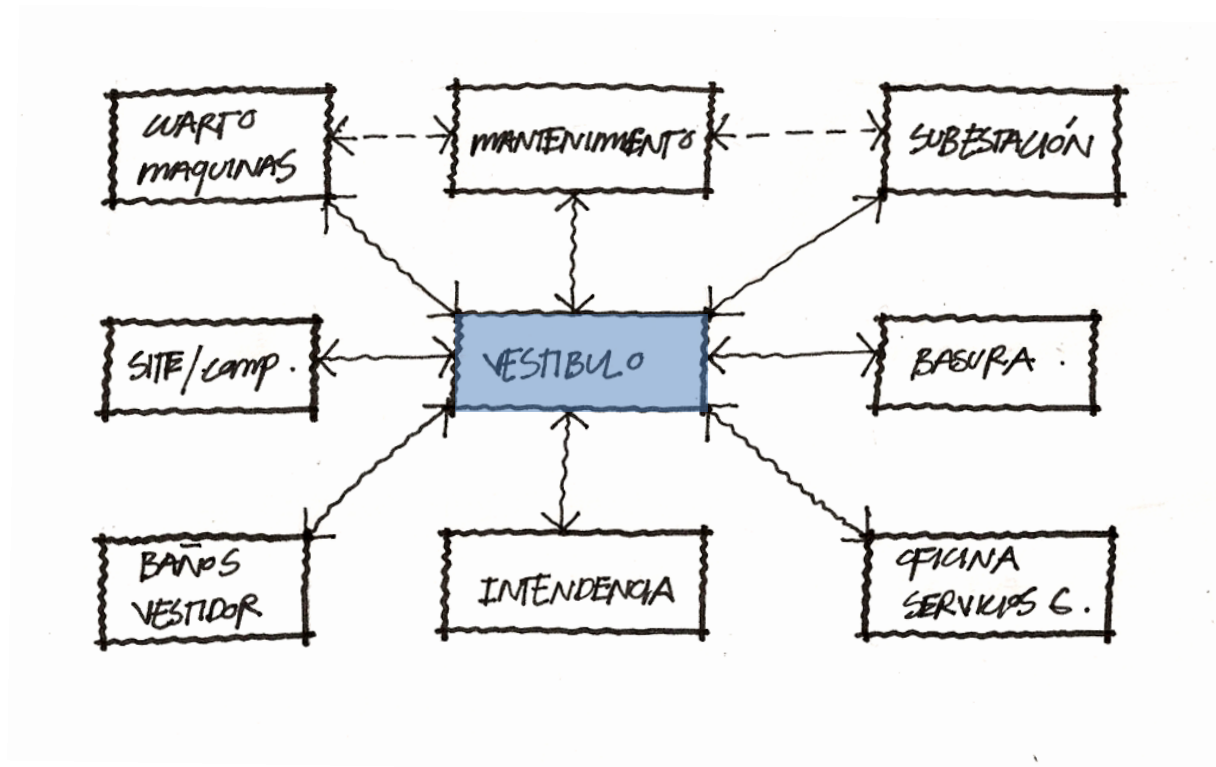 CUARTO
MAQUINAS
MANTENIMIENTO
SUBESTACIÓN
SITE/comp.
VESTIBULO
BASURA.
BAÑOS
VESTIDOR
INTENDENCIA
OFICINA
SERVICIOS G.